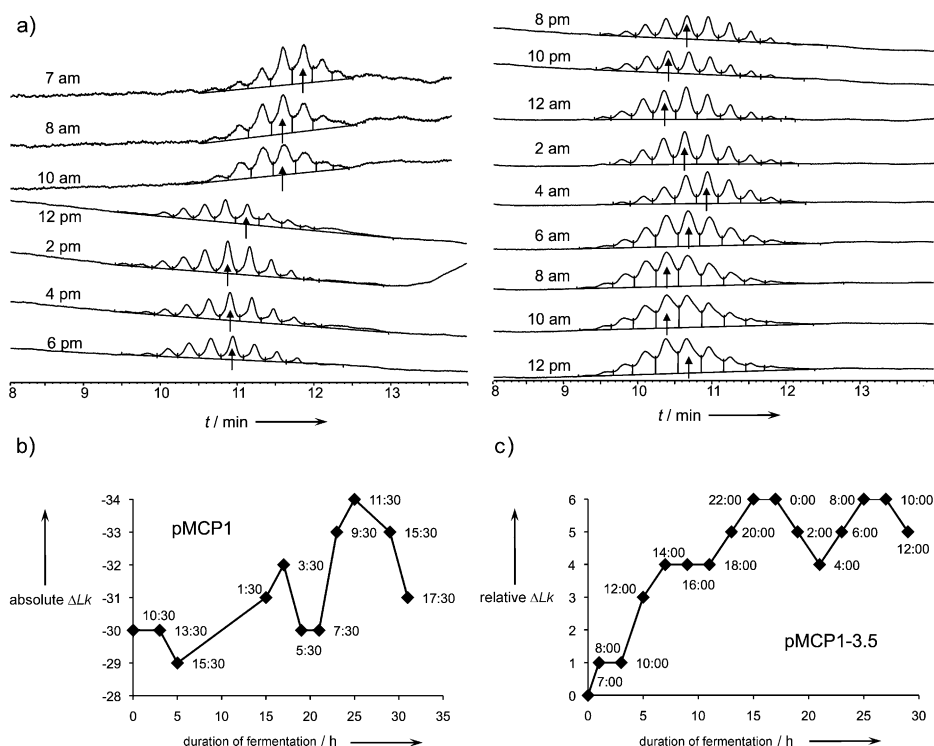 a)
7 am
8 am
10 am
12 pm
2 pm
4 pm
6 pm
8 9 10 11 12 13
t / min
8 pm
10 pm
12 am
2 am
4 am
6 am
8 am
10 am
12 pm
8 9 10 11 12 13
t / min
b)
absolute ΔLk
-34
-33
-32
-31
-30
-29
-28
pMCP1
10:30
13:30
15:30
1:30
3:30
5:30
7:30
9:30
11:30
15:30
17:30
0 5 10 15 20 25 30 35
duration of fermentation / h
c)
relative ΔLk
6
5
4
3
2
1
0
7:00
8:00
10:00
12:00
14:00
16:00
18:00
20:00
22:00
0:00
2:00
4:00
6:00
8:00
10:00
12:00
pMCP1-3.5
0 5 10 15 20 25 30
duration of fermentation / h